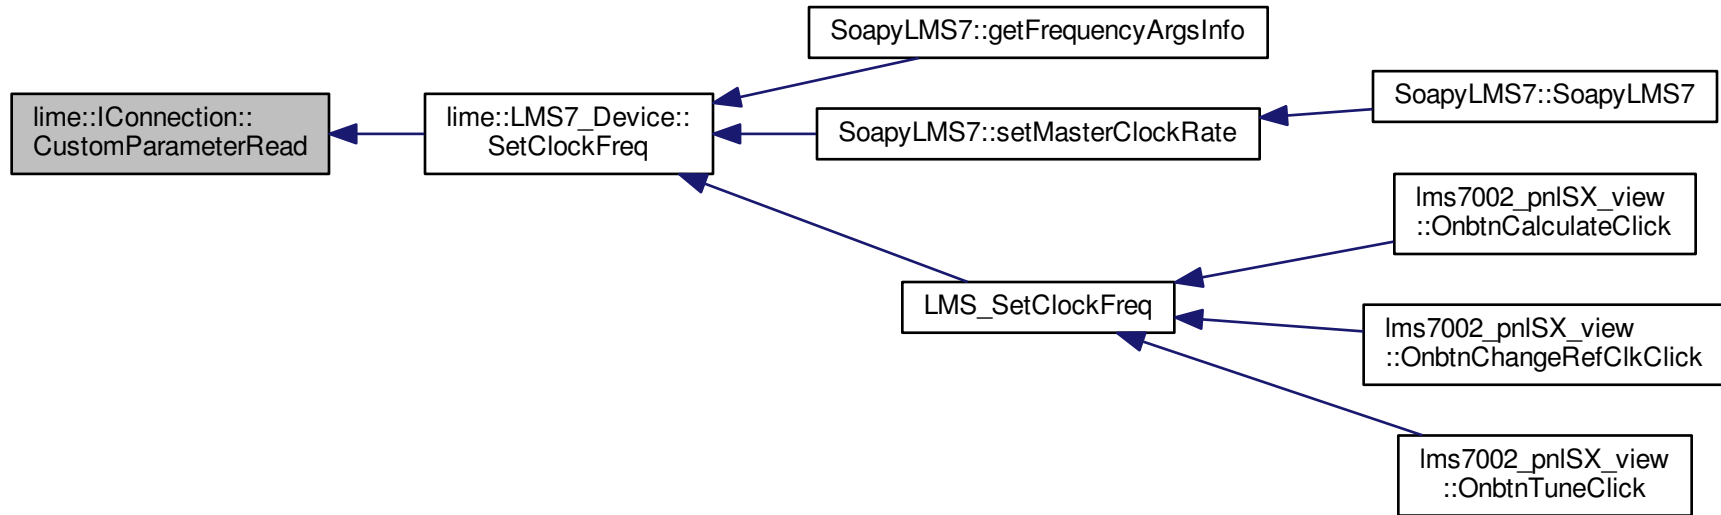 SoapyLMS7::getFrequencyArgsInfo
lime::IConnection::
CustomParameterRead
lime::LMS7_Device::
SetClockFreq
SoapyLMS7::setMasterClockRate
SoapyLMS7::SoapyLMS7
lms7002_pnlSX_view
::OnbtnCalculateClick
LMS_SetClockFreq
lms7002_pnlSX_view
::OnbtnChangeRefClkClick
lms7002_pnlSX_view
::OnbtnTuneClick